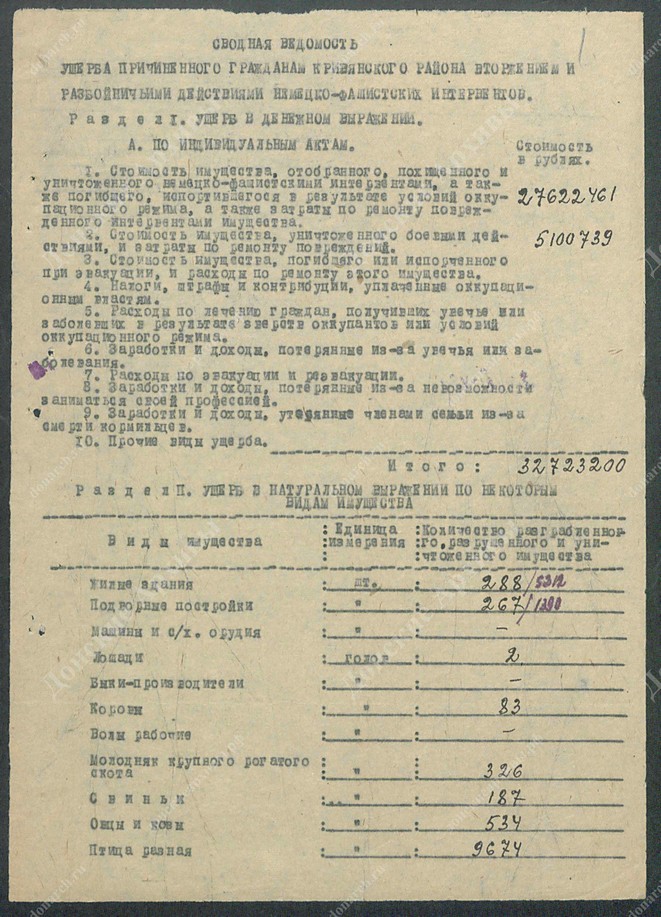 1
СВОДНАЯ ВЕДОМОСТЬ
УЩЕРБА ПРИЧИНЕННОГО ГРАЖДАНАМ КРИВЯНСКОГО РАЙОНА ВТОРЖЕНИЕМ И
РАЗБОЙНИЧЬИМИ ДЕЙСТВИЯМИ НЕМЕЦКО-ФАШИСТСКИХ ИНТЕРВЕНТОВ.
Р а з д е л I. УЩЕРБ В ДЕНЕЖНОМ ВЫРАЖЕНИИ.
А. ПО ИНДИВИДУАЛЬНЫМ АКТАМ.
Стоимость
в рублях.
1. Стоимость имущества, отобранного, похищенного и
уничтоженного немецко-фашистскими интервентами, а так-
же погибшего, испортившегося в результате условий окку-
пационного режима, а также затраты по ремонту повреж-
денного интервентами имущества.
27622461
2. Стоимость имущества, уничтоженного боевыми дей-
ствиями, и затраты по ремонту повреждений.
5100739
3. Стоимость имущества, погибшего или испорченного
при эвакуации, и расходы по ремонту этого имущества.
4. Налоги, штрафы и контрибуции, уплаченные оккупаци-
онным властям.
5. Расходы по лечению граждан, получивших увечье или
заболевших в результате зверств оккупантов или условий
оккупационного режима.
6. Заработки и доходы, потерянные из-за увечья или за-
болевания.
7. Расходы по эвакуации и реэвакуации.
8. Заработки и доходы, потерянные из-за невозможности
заниматься своей профессией.
9. Заработки и доходы, утерянные членами семьи из-за
смерти кормильцев.
10. Прочие виды ущерба.
И т о г о : 32723200
Р а з д е л П. УЩЕРБ В НАТУРАЛЬНОМ ВЫРАЖЕНИИ ПО НЕКОТОРЫМ
ВИДАМ ИМУЩЕСТВА
В и д ы имущества
:Единица
:измерения
:Количество разграбленног-
:го, разрушенного и уни-
:чтоженного имущества
Жилые здания : шт. : 288/5312
Подворные постройки : " : 267/1290
Машины и с/х. орудия : " : –
Лошади : голов : 2
Быки-производители : " : –
Коровы : " : 83
Волы рабочие : " : –
Молодняк крупного рогатого
скота : " : 326
С в и н ь и : " : 187
Овцы и козы : " : 534
Птица разная : " : 9674